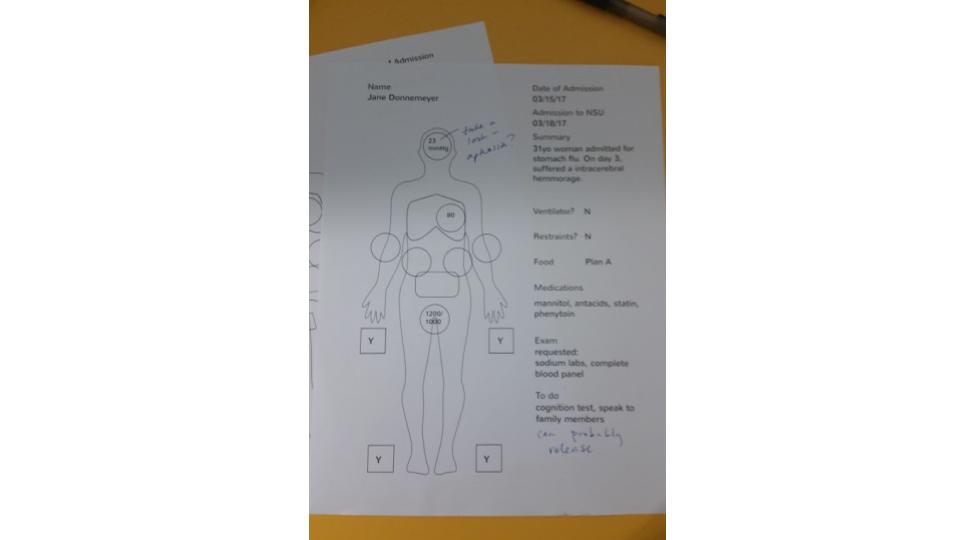 Admission
Name
Jane Donnemeyer
23
mmHg
take a
look -
aphasia?
80
1200/
1000
Y
Y
Y
Y
Date of Admission
03/15/17
Admission to NSU
03/18/17
Summary
31yo woman admitted for
stomach flu. On day 3,
suffered a intracerebral
hemmorage.
Ventilator? N
Restraints? N
Food Plan A
Medications
mannitol, antacids, statin,
phenytoin
Exam
requested:
sodium labs, complete
blood panel
To do
cognition test, speak to
family members
can probably
release